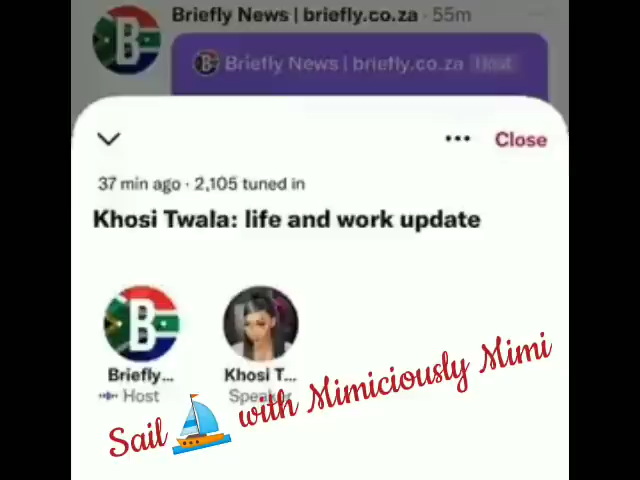 Briefly News | briefly.co.za · 55m
B
Briefly News | briefly.co.za Host
Close
37 min ago · 2,105 tuned in
Khosi Twala: life and work update
B
Briefly... Khosi T...
Host Speaker
Sail with Mimiciously Mimi